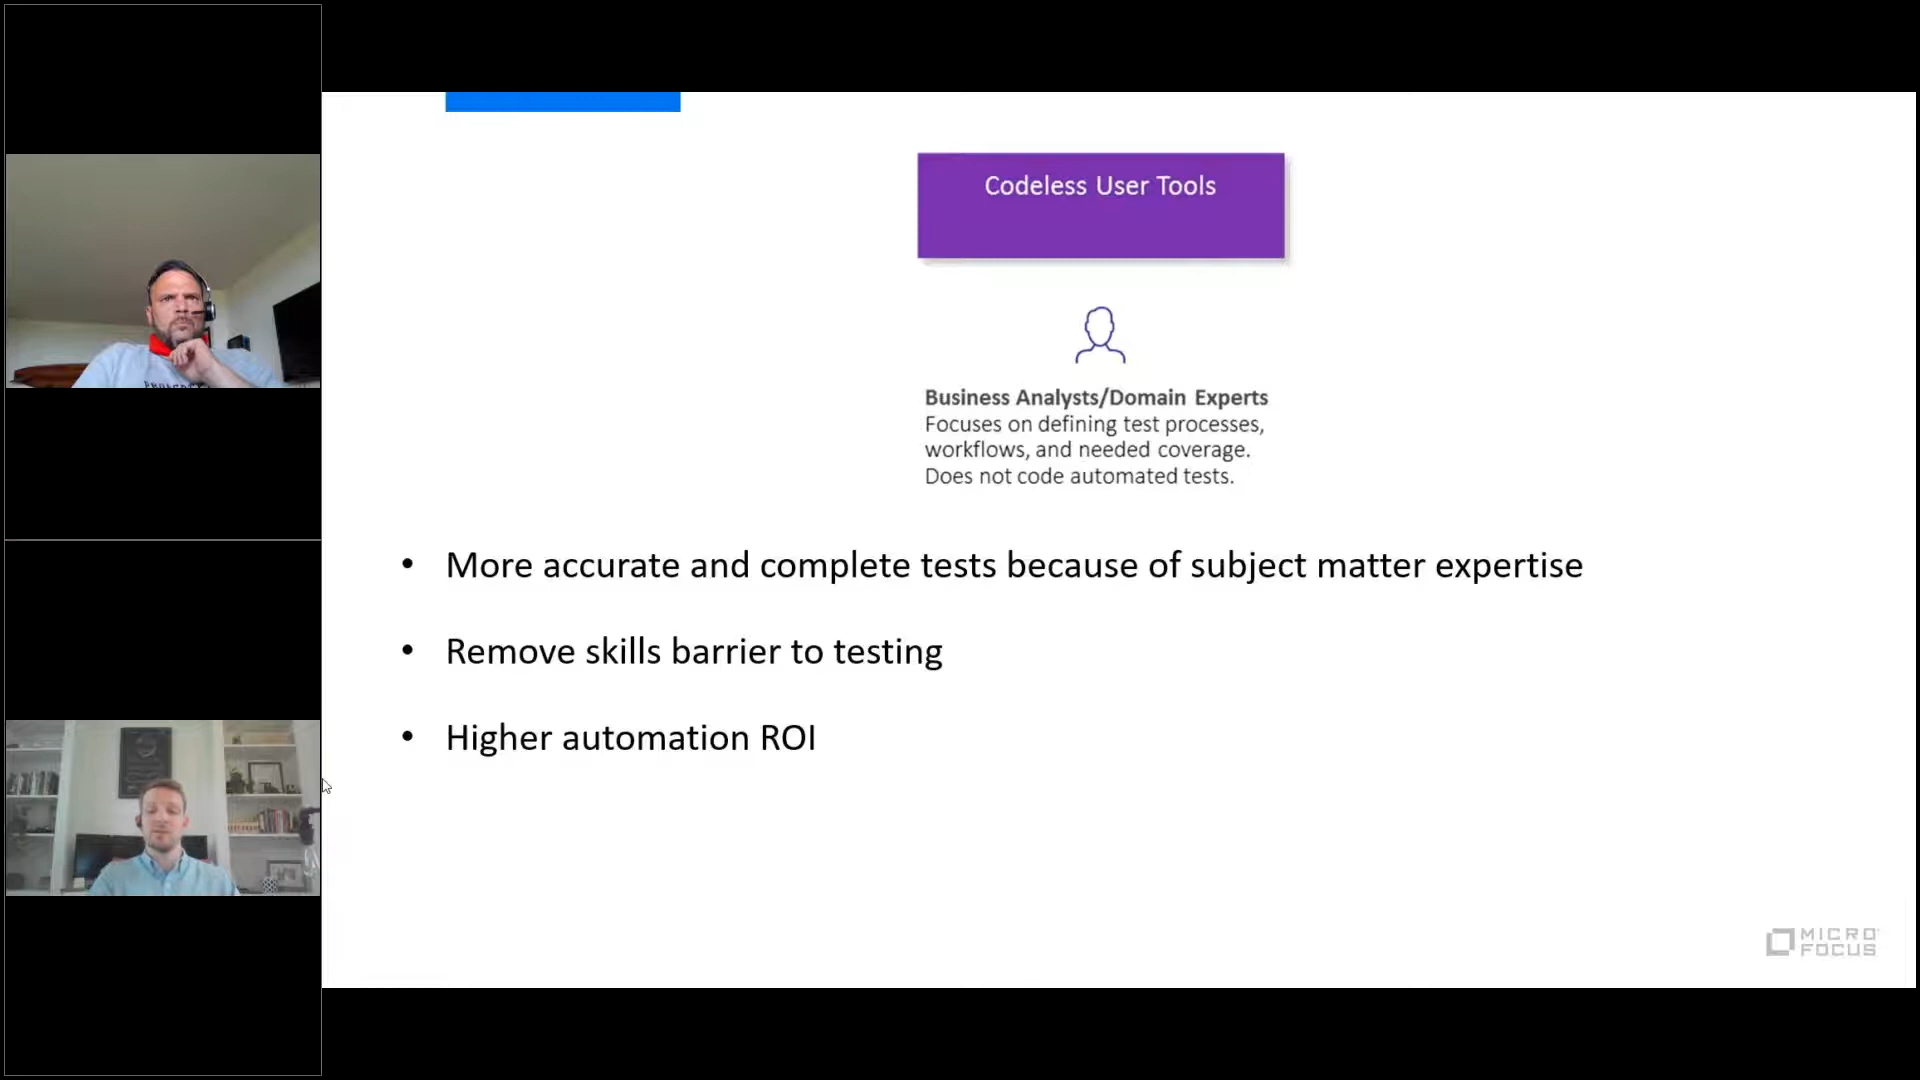 Codeless User Tools
Business Analysts/Domain Experts
Focuses on defining test processes,
workflows, and needed coverage.
Does not code automated tests.
• More accurate and complete tests because of subject matter expertise
• Remove skills barrier to testing
• Higher automation ROI
MICRO
FOCUS